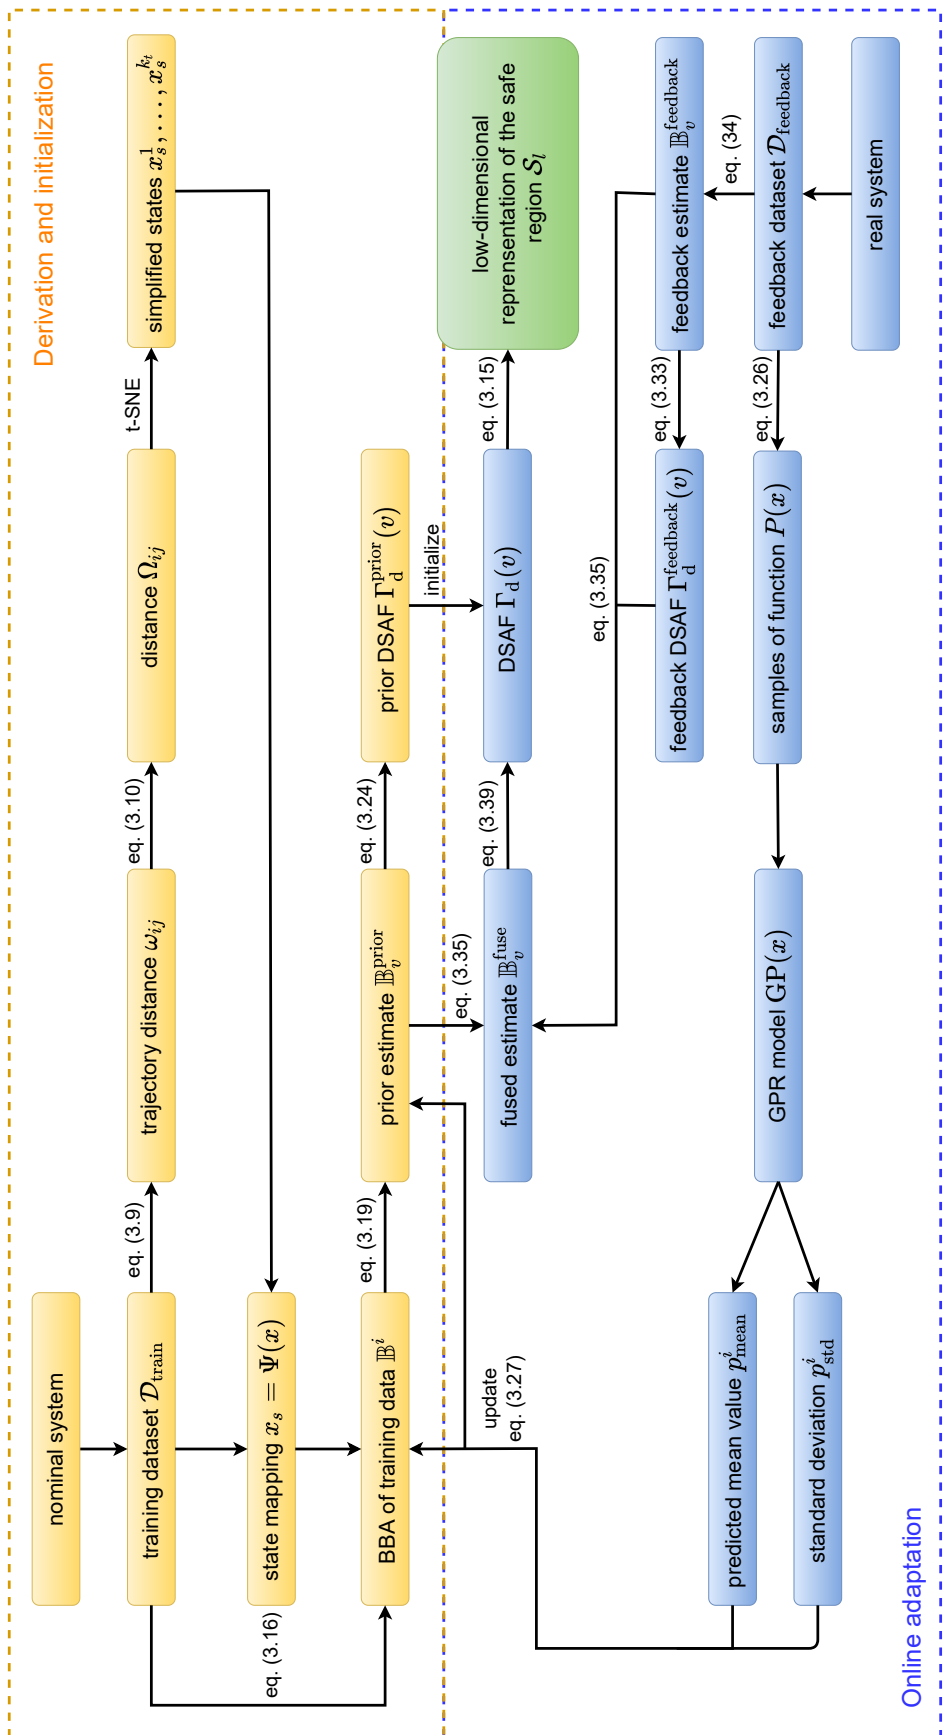 Derivation and initialization
nominal system
training dataset 𝒟_train
eq. (3.9)
trajectory distance ω_ij
eq. (3.10)
distance Ω_ij
t-SNE
simplified states x_s^1, . . . , x_s^{k_t}
state mapping x_s = Ψ(x)
eq. (3.16)
BBA of training data 𝔹^i
eq. (3.19)
prior estimate 𝔹_v^prior
eq. (3.24)
prior DSAF Γ_d^prior(v)
initialize
eq. (3.35)
fused estimate 𝔹_v^fuse
eq. (3.39)
DSAF Γ_d(v)
eq. (3.15)
low-dimensional
reprensentation of the safe
region 𝒮_l
update
eq. (3.27)
eq. (3.35)
feedback DSAF Γ_d^feedback(v)
eq. (3.33)
feedback estimate 𝔹_v^feedback
eq. (34)
predicted mean value p_mean^i
standard deviation p_std^i
GPR model GP(x)
samples of function P(x)
eq. (3.26)
feedback dataset 𝒟_feedback
real system
Online adaptation